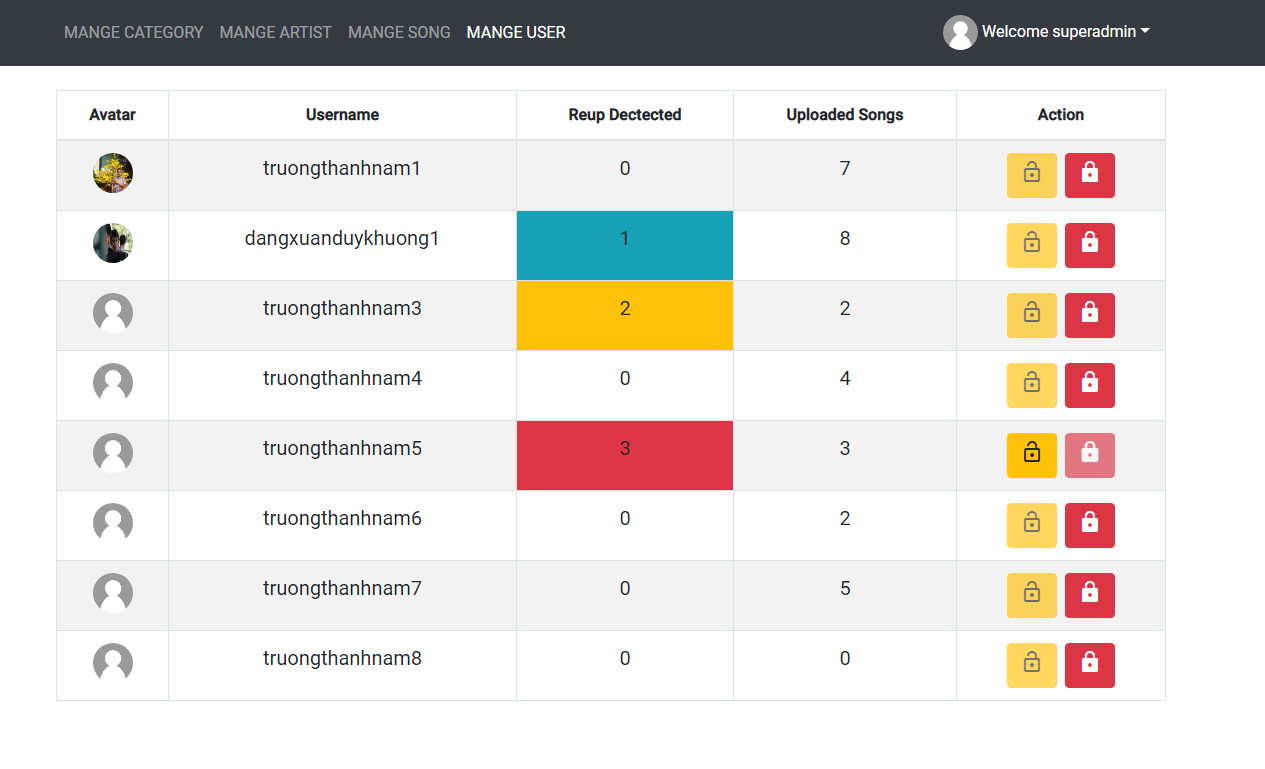 MANGE CATEGORY MANGE ARTIST MANGE SONG MANGE USER Welcome superadmin
Avatar Username Reup Dectected Uploaded Songs Action
truongthanhnam1 0 7
dangxuanduykhuong1 1 8
truongthanhnam3 2 2
truongthanhnam4 0 4
truongthanhnam5 3 3
truongthanhnam6 0 2
truongthanhnam7 0 5
truongthanhnam8 0 0